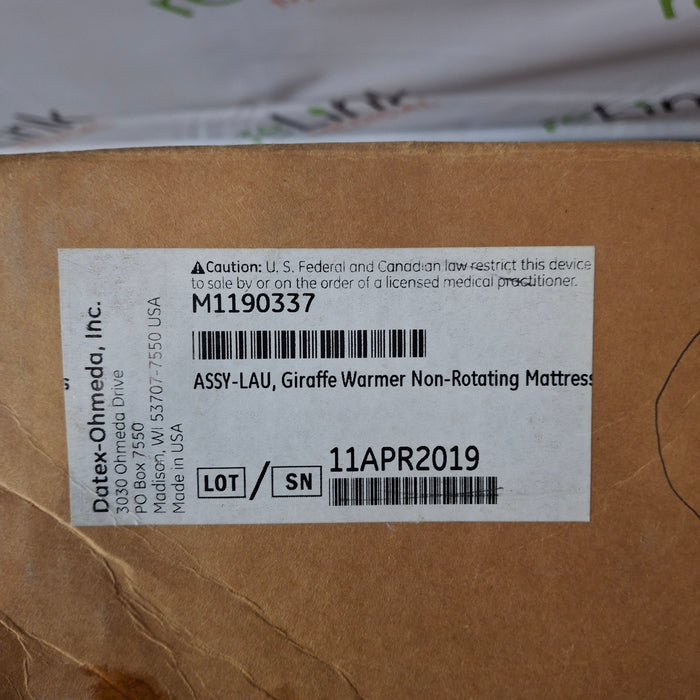 reLink
MEDICAL
⚠Caution: U. S. Federal and Canadian law restrict this device
to sale by or on the order of a licensed medical practitioner.
M1190337
ASSY-LAU, Giraffe Warmer Non-Rotating Mattress
LOT / SN
11APR2019
Datex-Ohmeda, Inc.
3030 Ohmeda Drive
PO Box 7550
Madison, WI 53707-7550 USA
Made in USA